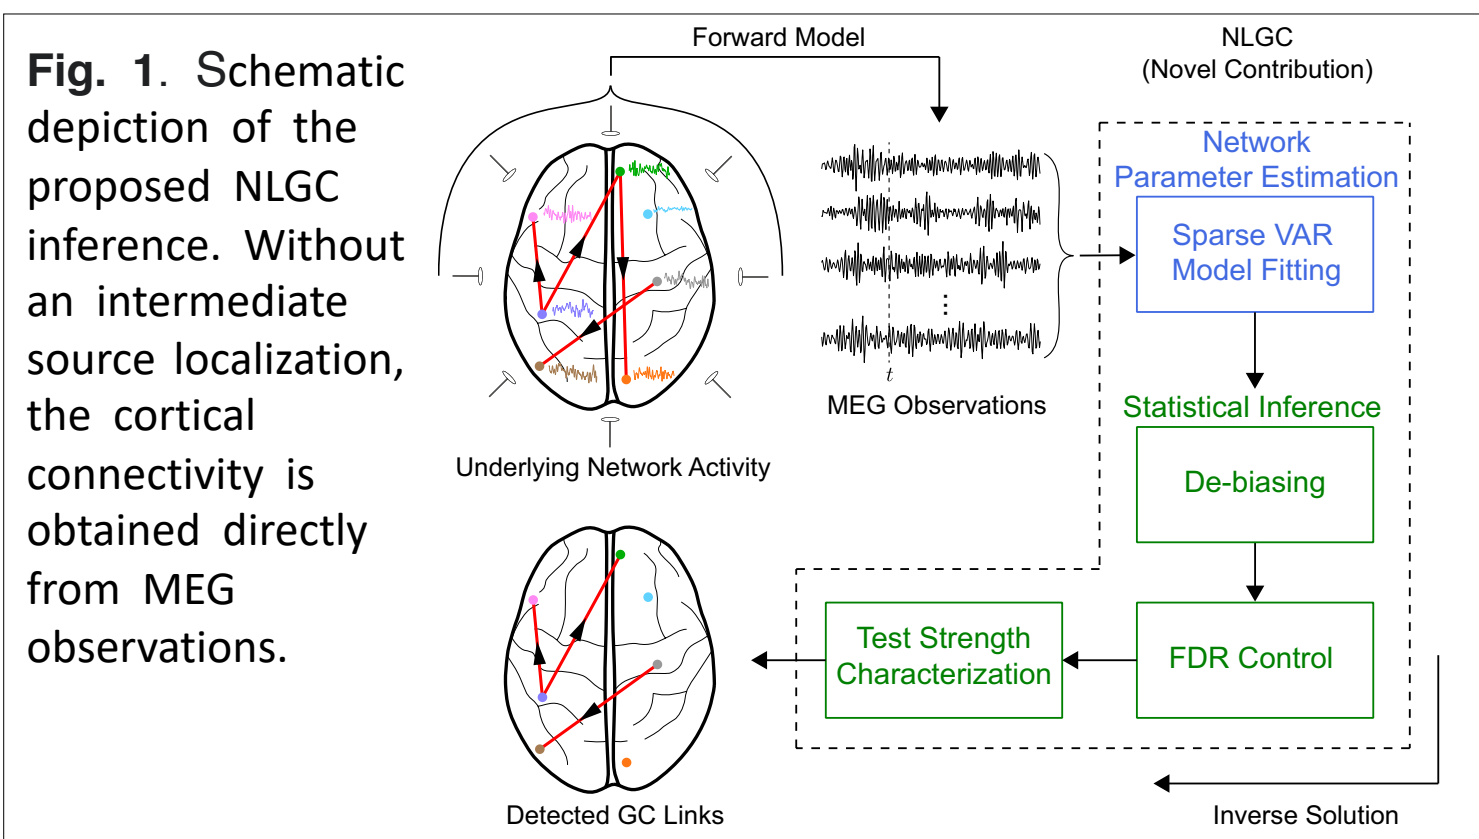 Fig. 1. Schematic
depiction of the
proposed NLGC
inference. Without
an intermediate
source localization,
the cortical
connectivity is
obtained directly
from MEG
observations.
Forward Model
NLGC
(Novel Contribution)
Network
Parameter Estimation
Sparse VAR
Model Fitting
t
MEG Observations
Underlying Network Activity
Statistical Inference
De-biasing
FDR Control
Test Strength
Characterization
Detected GC Links
Inverse Solution